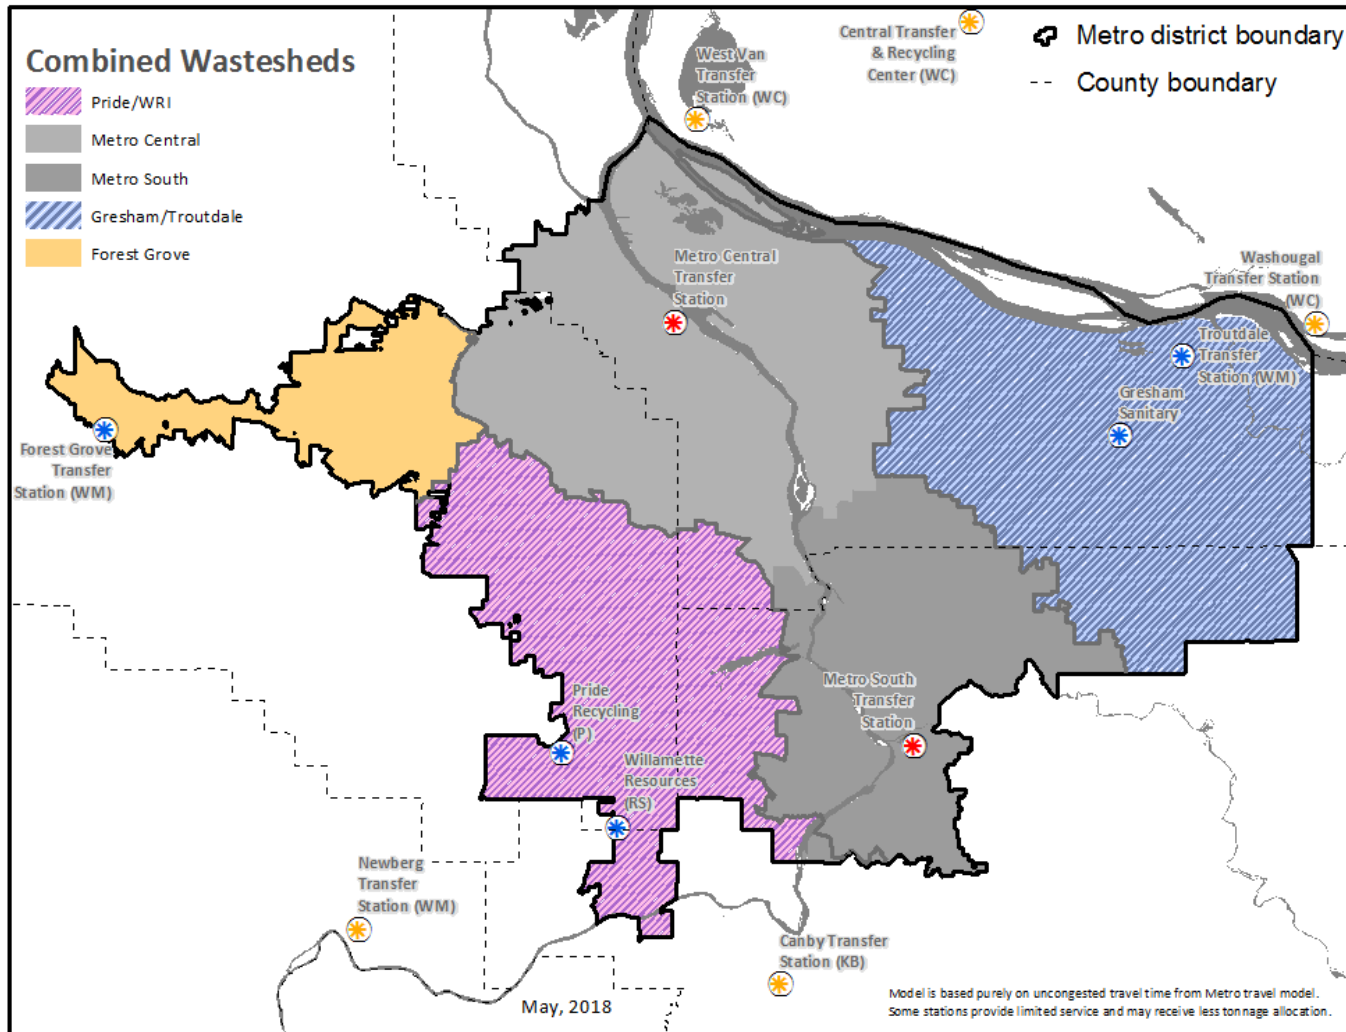 Combined Wastesheds
Pride/WRI
Metro Central
Metro South
Gresham/Troutdale
Forest Grove
Central Transfer
& Recycling
Center (WC)
Metro district boundary
County boundary
West Van
Transfer
Station (WC)
Metro Central
Transfer
Station
Washougal
Transfer Station
(WC)
Troutdale
Transfer
Station (WM)
Gresham
Sanitary
Forest Grove
Transfer
Station (WM)
Metro South
Transfer
Station
Pride
Recycling
(P)
Willamette
Resources
(RS)
Newberg
Transfer
Station (WM)
Canby Transfer
Station (KB)
May, 2018
Model is based purely on uncongested travel time from Metro travel model.
Some stations provide limited service and may receive less tonnage allocation.